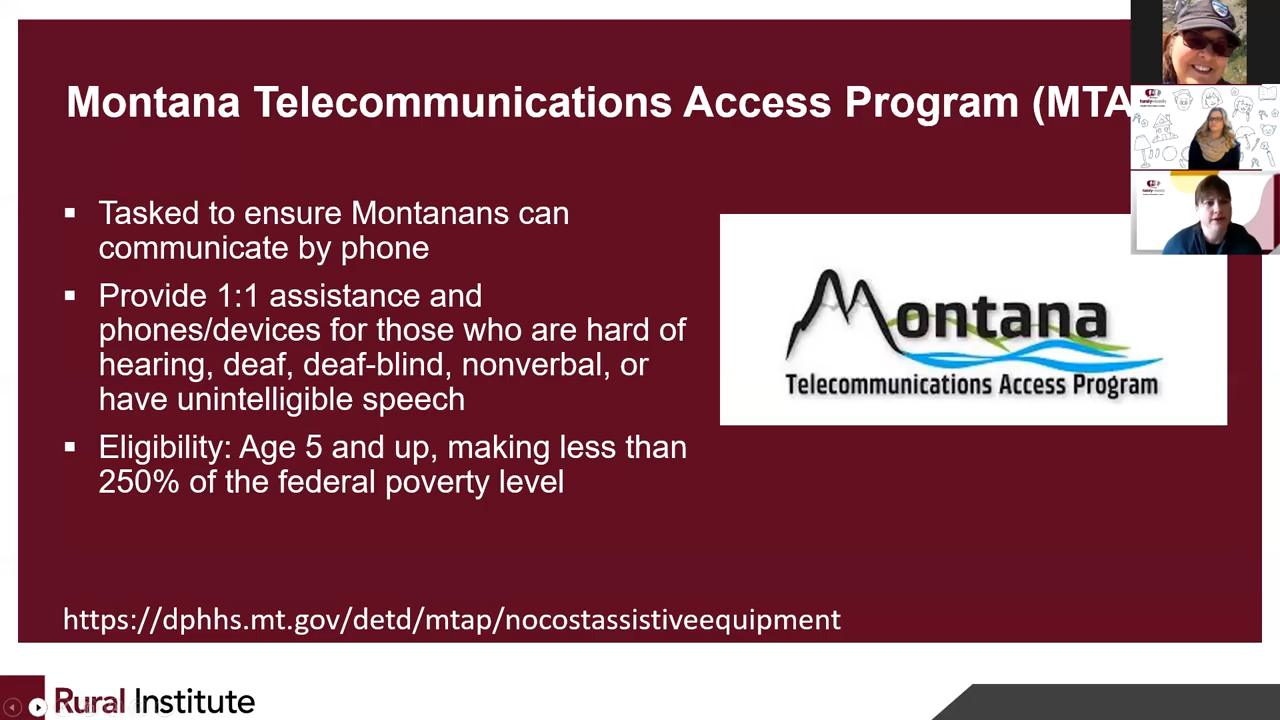 Montana Telecommunications Access Program (MTA
Tasked to ensure Montanans can
communicate by phone
Provide 1:1 assistance and
phones/devices for those who are hard of
hearing, deaf, deaf-blind, nonverbal, or
have unintelligible speech
Eligibility: Age 5 and up, making less than
250% of the federal poverty level
Montana
Telecommunications Access Program
https://dphhs.mt.gov/detd/mtap/nocostassistiveequipment
Rural Institute